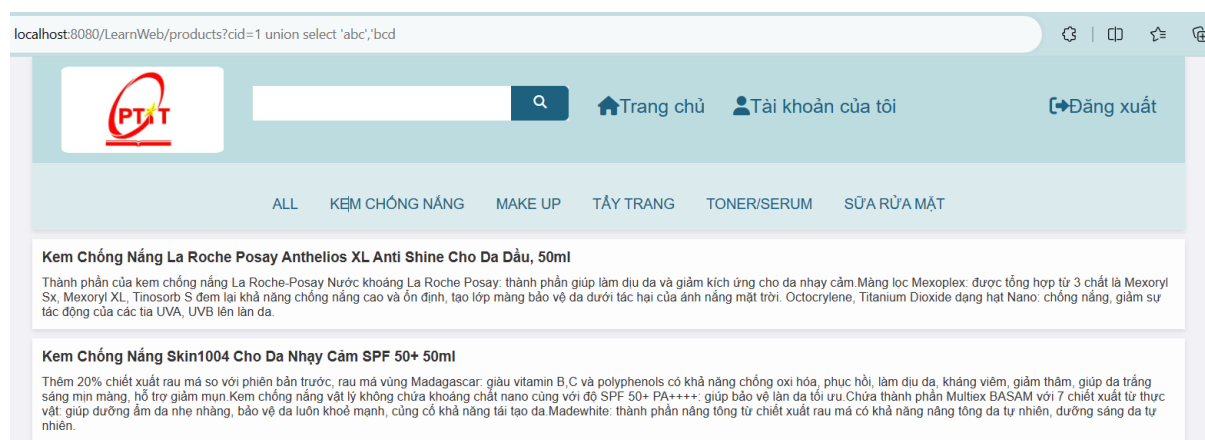 localhost:8080/LearnWeb/products?cid=1 union select 'abc','bcd
PTIT
Trang chủ
Tài khoản của tôi
Đăng xuất
ALL
KEM CHỐNG NẮNG
MAKE UP
TẨY TRANG
TONER/SERUM
SỮA RỬA MẶT
Kem Chống Nắng La Roche Posay Anthelios XL Anti Shine Cho Da Dầu, 50ml
Thành phần của kem chống nắng La Roche-Posay Nước khoáng La Roche Posay: thành phần giúp làm dịu da và giảm kích ứng cho da nhạy cảm.Màng lọc Mexoplex: được tổng hợp từ 3 chất là Mexoryl
Sx, Mexoryl XL, Tinosorb S đem lại khả năng chống nắng cao và ổn định, tạo lớp màng bảo vệ da dưới tác hại của ánh nắng mặt trời. Octocrylene, Titanium Dioxide dạng hạt Nano: chống nắng, giảm sự
tác động của các tia UVA, UVB lên làn da.
Kem Chống Nắng Skin1004 Cho Da Nhạy Cảm SPF 50+ 50ml
Thêm 20% chiết xuất rau má so với phiên bản trước, rau má vùng Madagascar: giàu vitamin B,C và polyphenols có khả năng chống oxi hóa, phục hồi, làm dịu da, kháng viêm, giảm thâm, giúp da trắng
sáng mịn màng, hỗ trợ giảm mụn.Kem chống nắng vật lý không chứa khoáng chất nano cùng với độ SPF 50+ PA++++: giúp bảo vệ làn da tối ưu.Chứa thành phần Multiex BASAM với 7 chiết xuất từ thực
vật: giúp dưỡng ẩm da nhẹ nhàng, bảo vệ da luôn khoẻ mạnh, củng cố khả năng tái tạo da.Madewhite: thành phần nâng tông từ chiết xuất rau má có khả năng nâng tông da tự nhiên, dưỡng sáng da tự
nhiên.